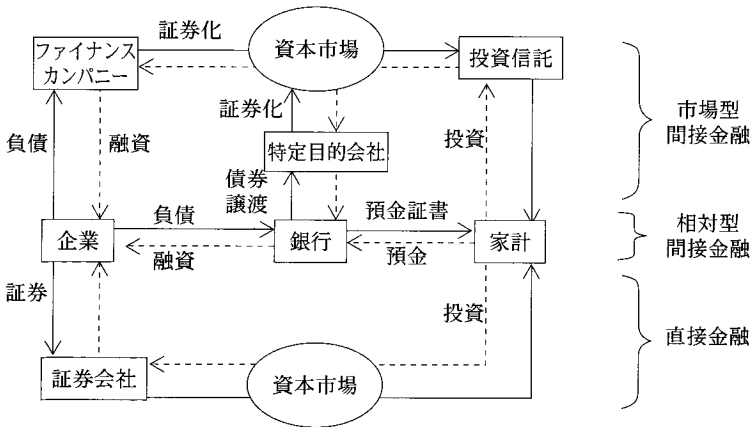 証券化
ファイナンス
カンパニー
資本市場
投資信託
証券化
特定目的会社
投資
市場型
間接金融
負債
融資
債券
譲渡
負債
預金証書
企業
銀行
家計
融資
預金
相対型
間接金融
証券
投資
直接金融
証券会社
資本市場